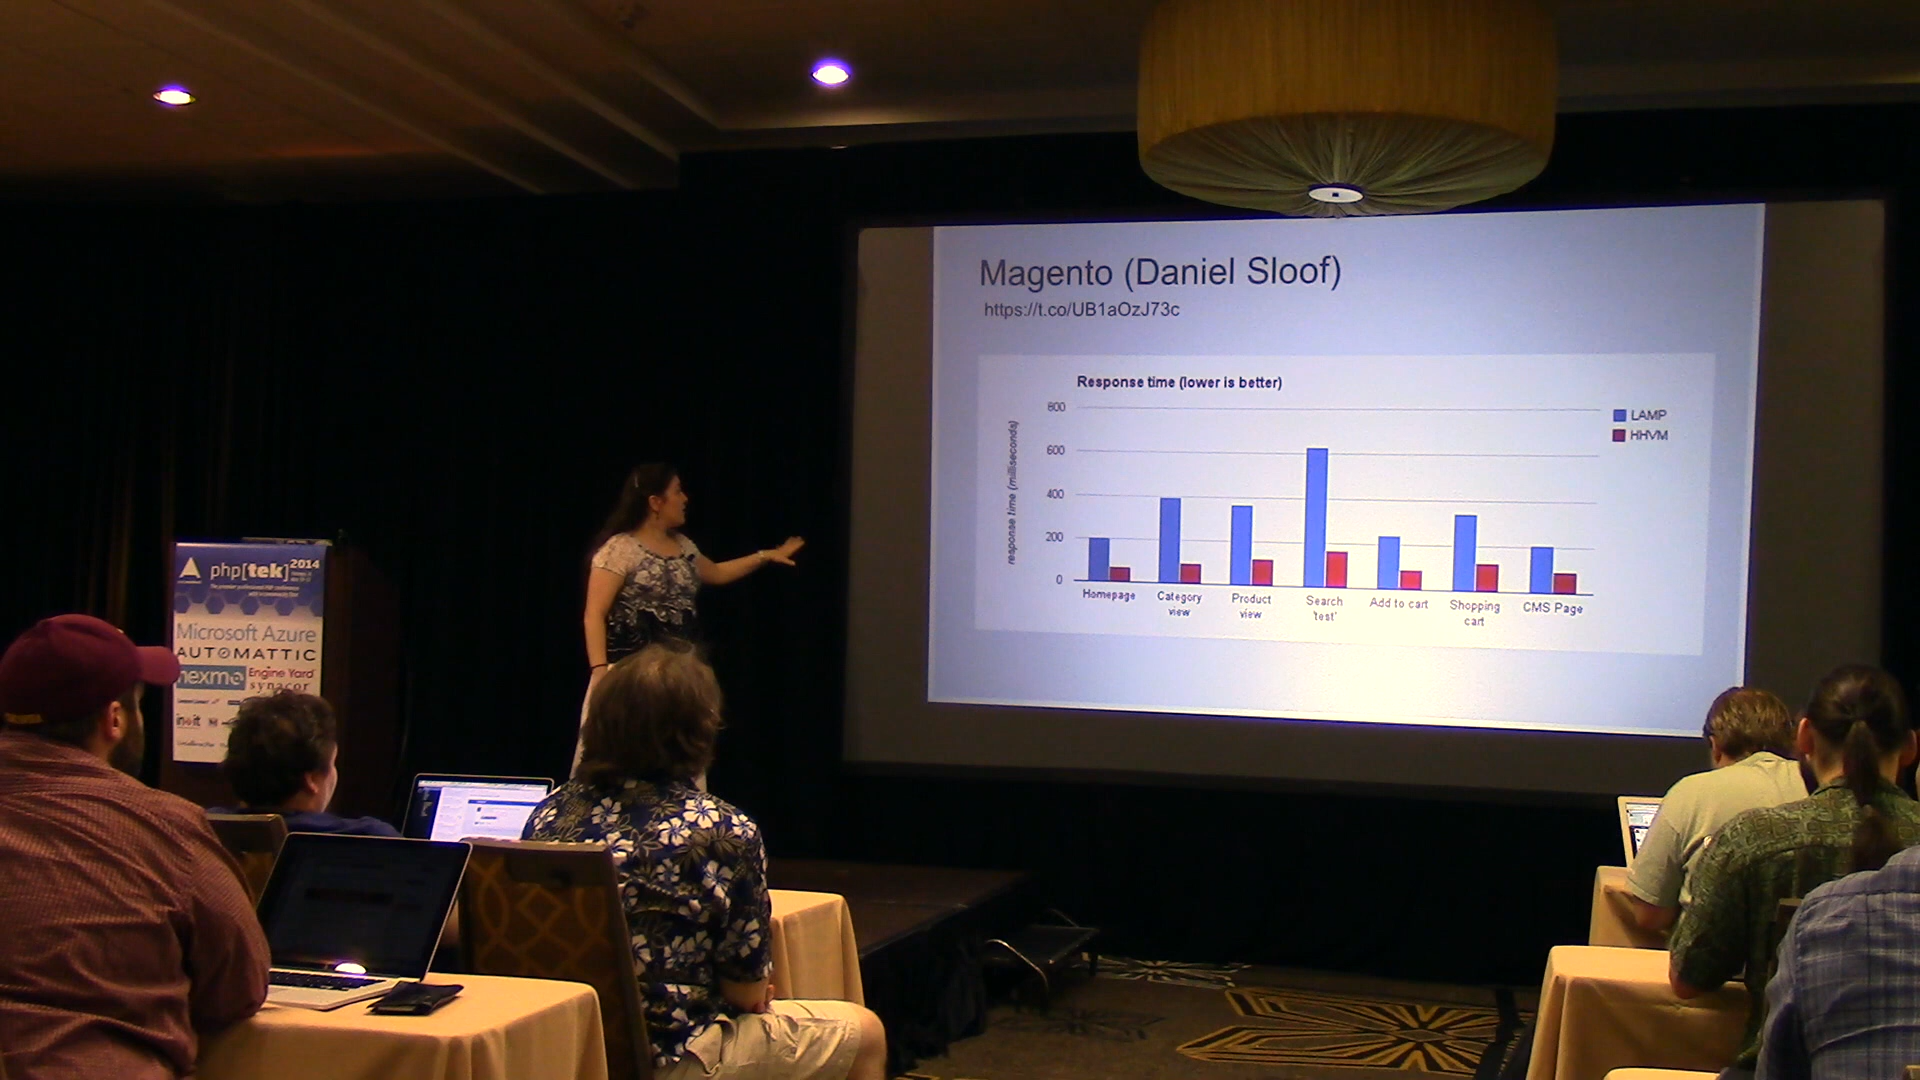 Magento (Daniel Sloof)
https://t.co/UB1aOzJ73c
Response time (lower is better)
response time (milliseconds)
800
600
400
200
0
LAMP
HHVM
Homepage
Category
view
Product
view
Search
'test'
Add to cart
Shopping
cart
CMS Page
php[tek] 2014
Microsoft Azure
AUTOMATTIC
nexmo
Engine Yard
synacor